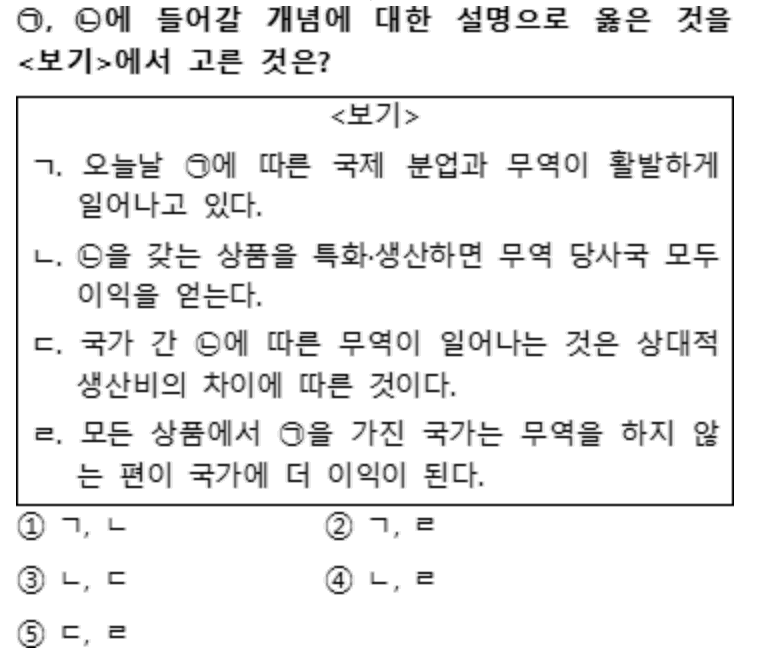 ㉠, ㉡에 들어갈 개념에 대한 설명으로 옳은 것을
<보기>에서 고른 것은?
<보기>
ㄱ. 오늘날 ㉠에 따른 국제 분업과 무역이 활발하게
일어나고 있다.
ㄴ. ㉡을 갖는 상품을 특화·생산하면 무역 당사국 모두
이익을 얻는다.
ㄷ. 국가 간 ㉡에 따른 무역이 일어나는 것은 상대적
생산비의 차이에 따른 것이다.
ㄹ. 모든 상품에서 ㉠을 가진 국가는 무역을 하지 않
는 편이 국가에 더 이익이 된다.
① ㄱ, ㄴ ② ㄱ, ㄹ
③ ㄴ, ㄷ ④ ㄴ, ㄹ
⑤ ㄷ, ㄹ